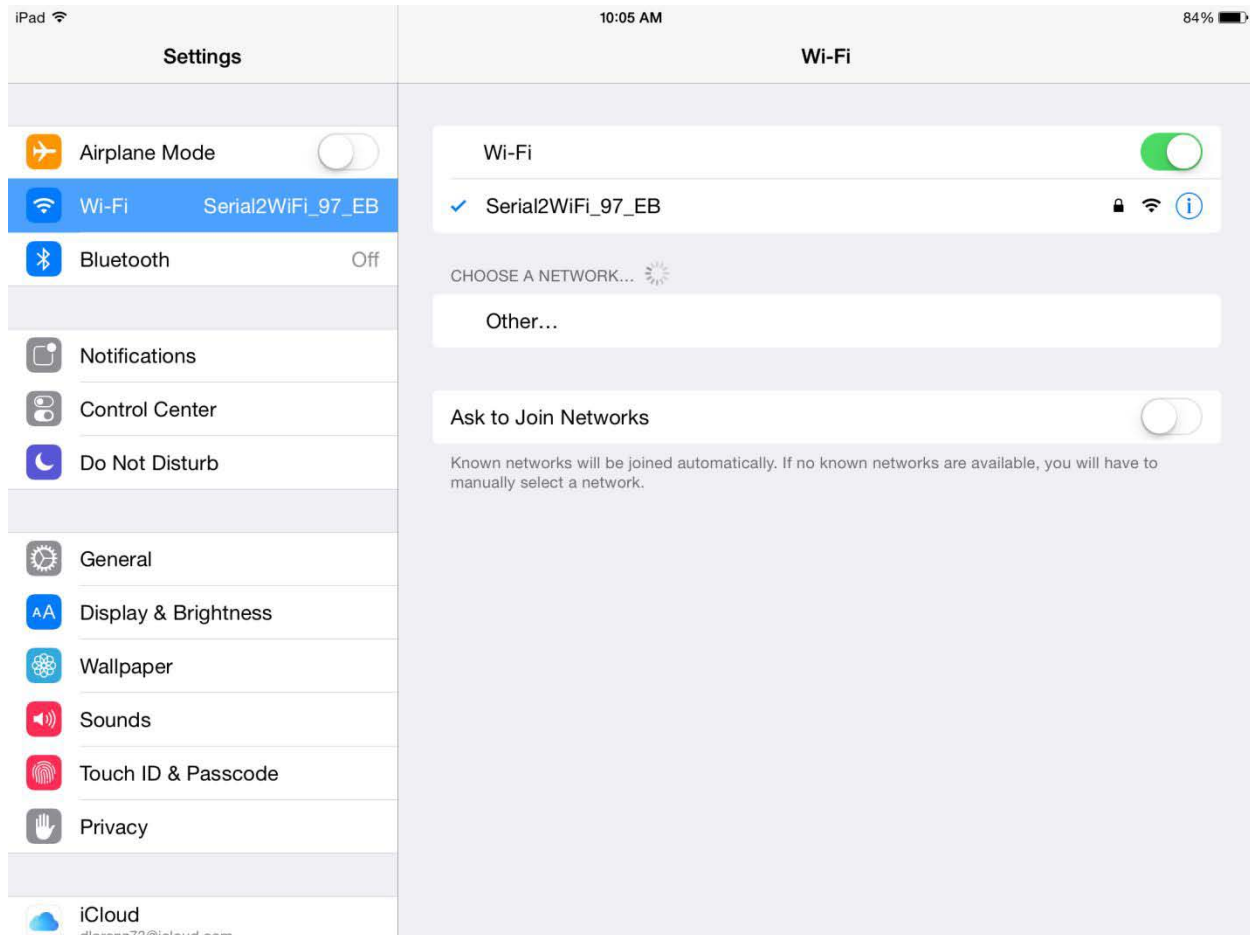 iPad 10:05 AM 84%
Settings
Wi-Fi
Airplane Mode
Wi-Fi Serial2WiFi_97_EB
Bluetooth Off
Notifications
Control Center
Do Not Disturb
General
AA Display & Brightness
Wallpaper
Sounds
Touch ID & Passcode
Privacy
iCloud
Wi-Fi
Serial2WiFi_97_EB
CHOOSE A NETWORK...
Other...
Ask to Join Networks
Known networks will be joined automatically. If no known networks are available, you will have to
manually select a network.